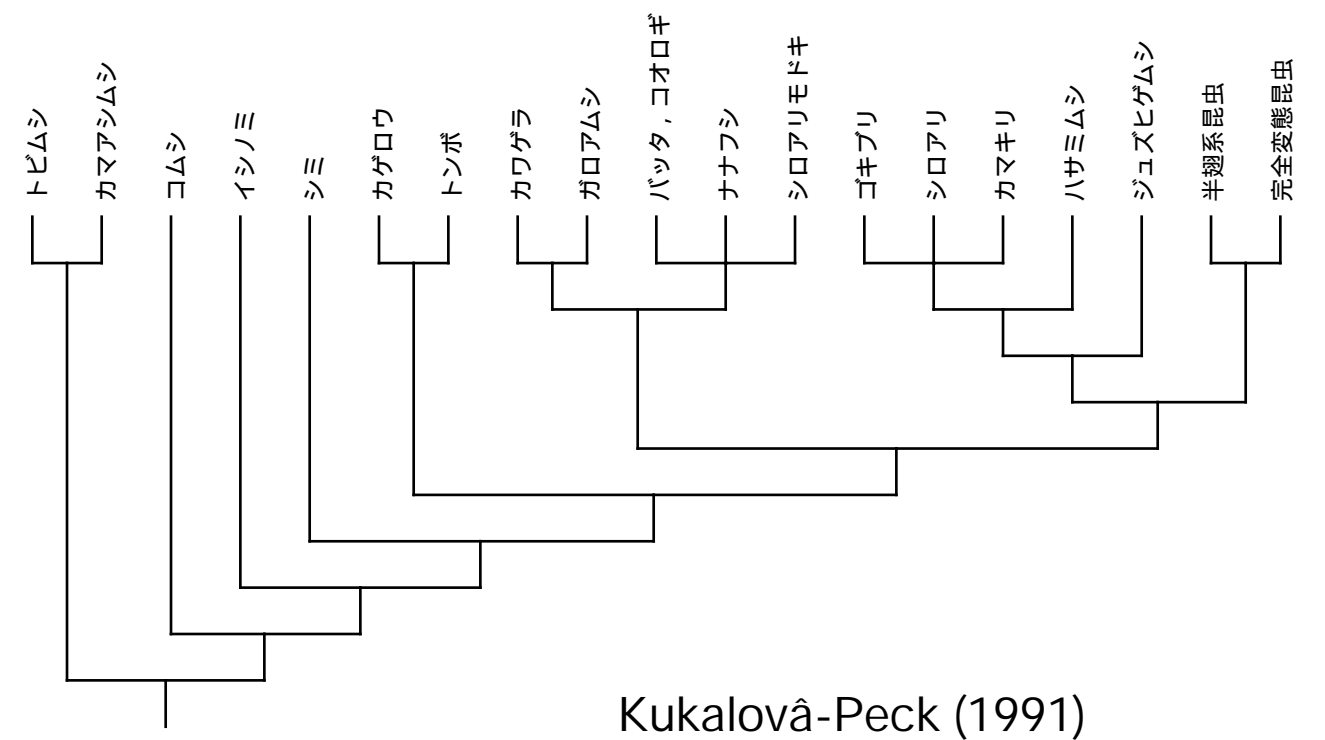 トビムシ
カマアシムシ
コムシ
イシノミ
シミ
カゲロウ
トンボ
カワゲラ
ガロアムシ
バッタ，コオロギ
ナナフシ
シロアリモドキ
ゴキブリ
シロアリ
カマキリ
ハサミムシ
ジュズヒゲムシ
半翅系昆虫
完全変態昆虫
Kukalovâ-Peck (1991)